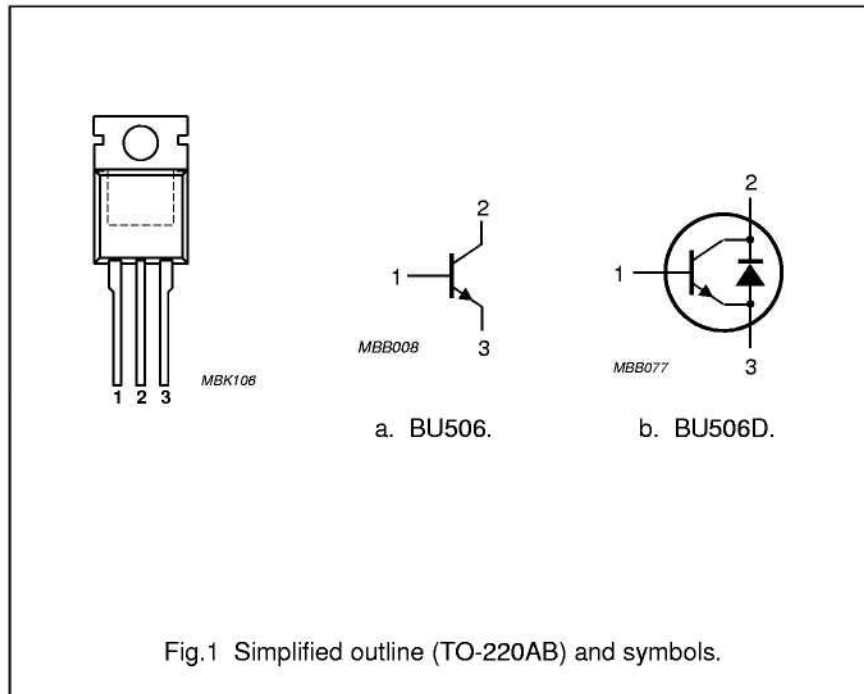 MBK106
1 2 3
2
1
MBB008
3
a. BU506.
2
1
MBB077
3
b. BU506D.
Fig.1 Simplified outline (TO-220AB) and symbols.